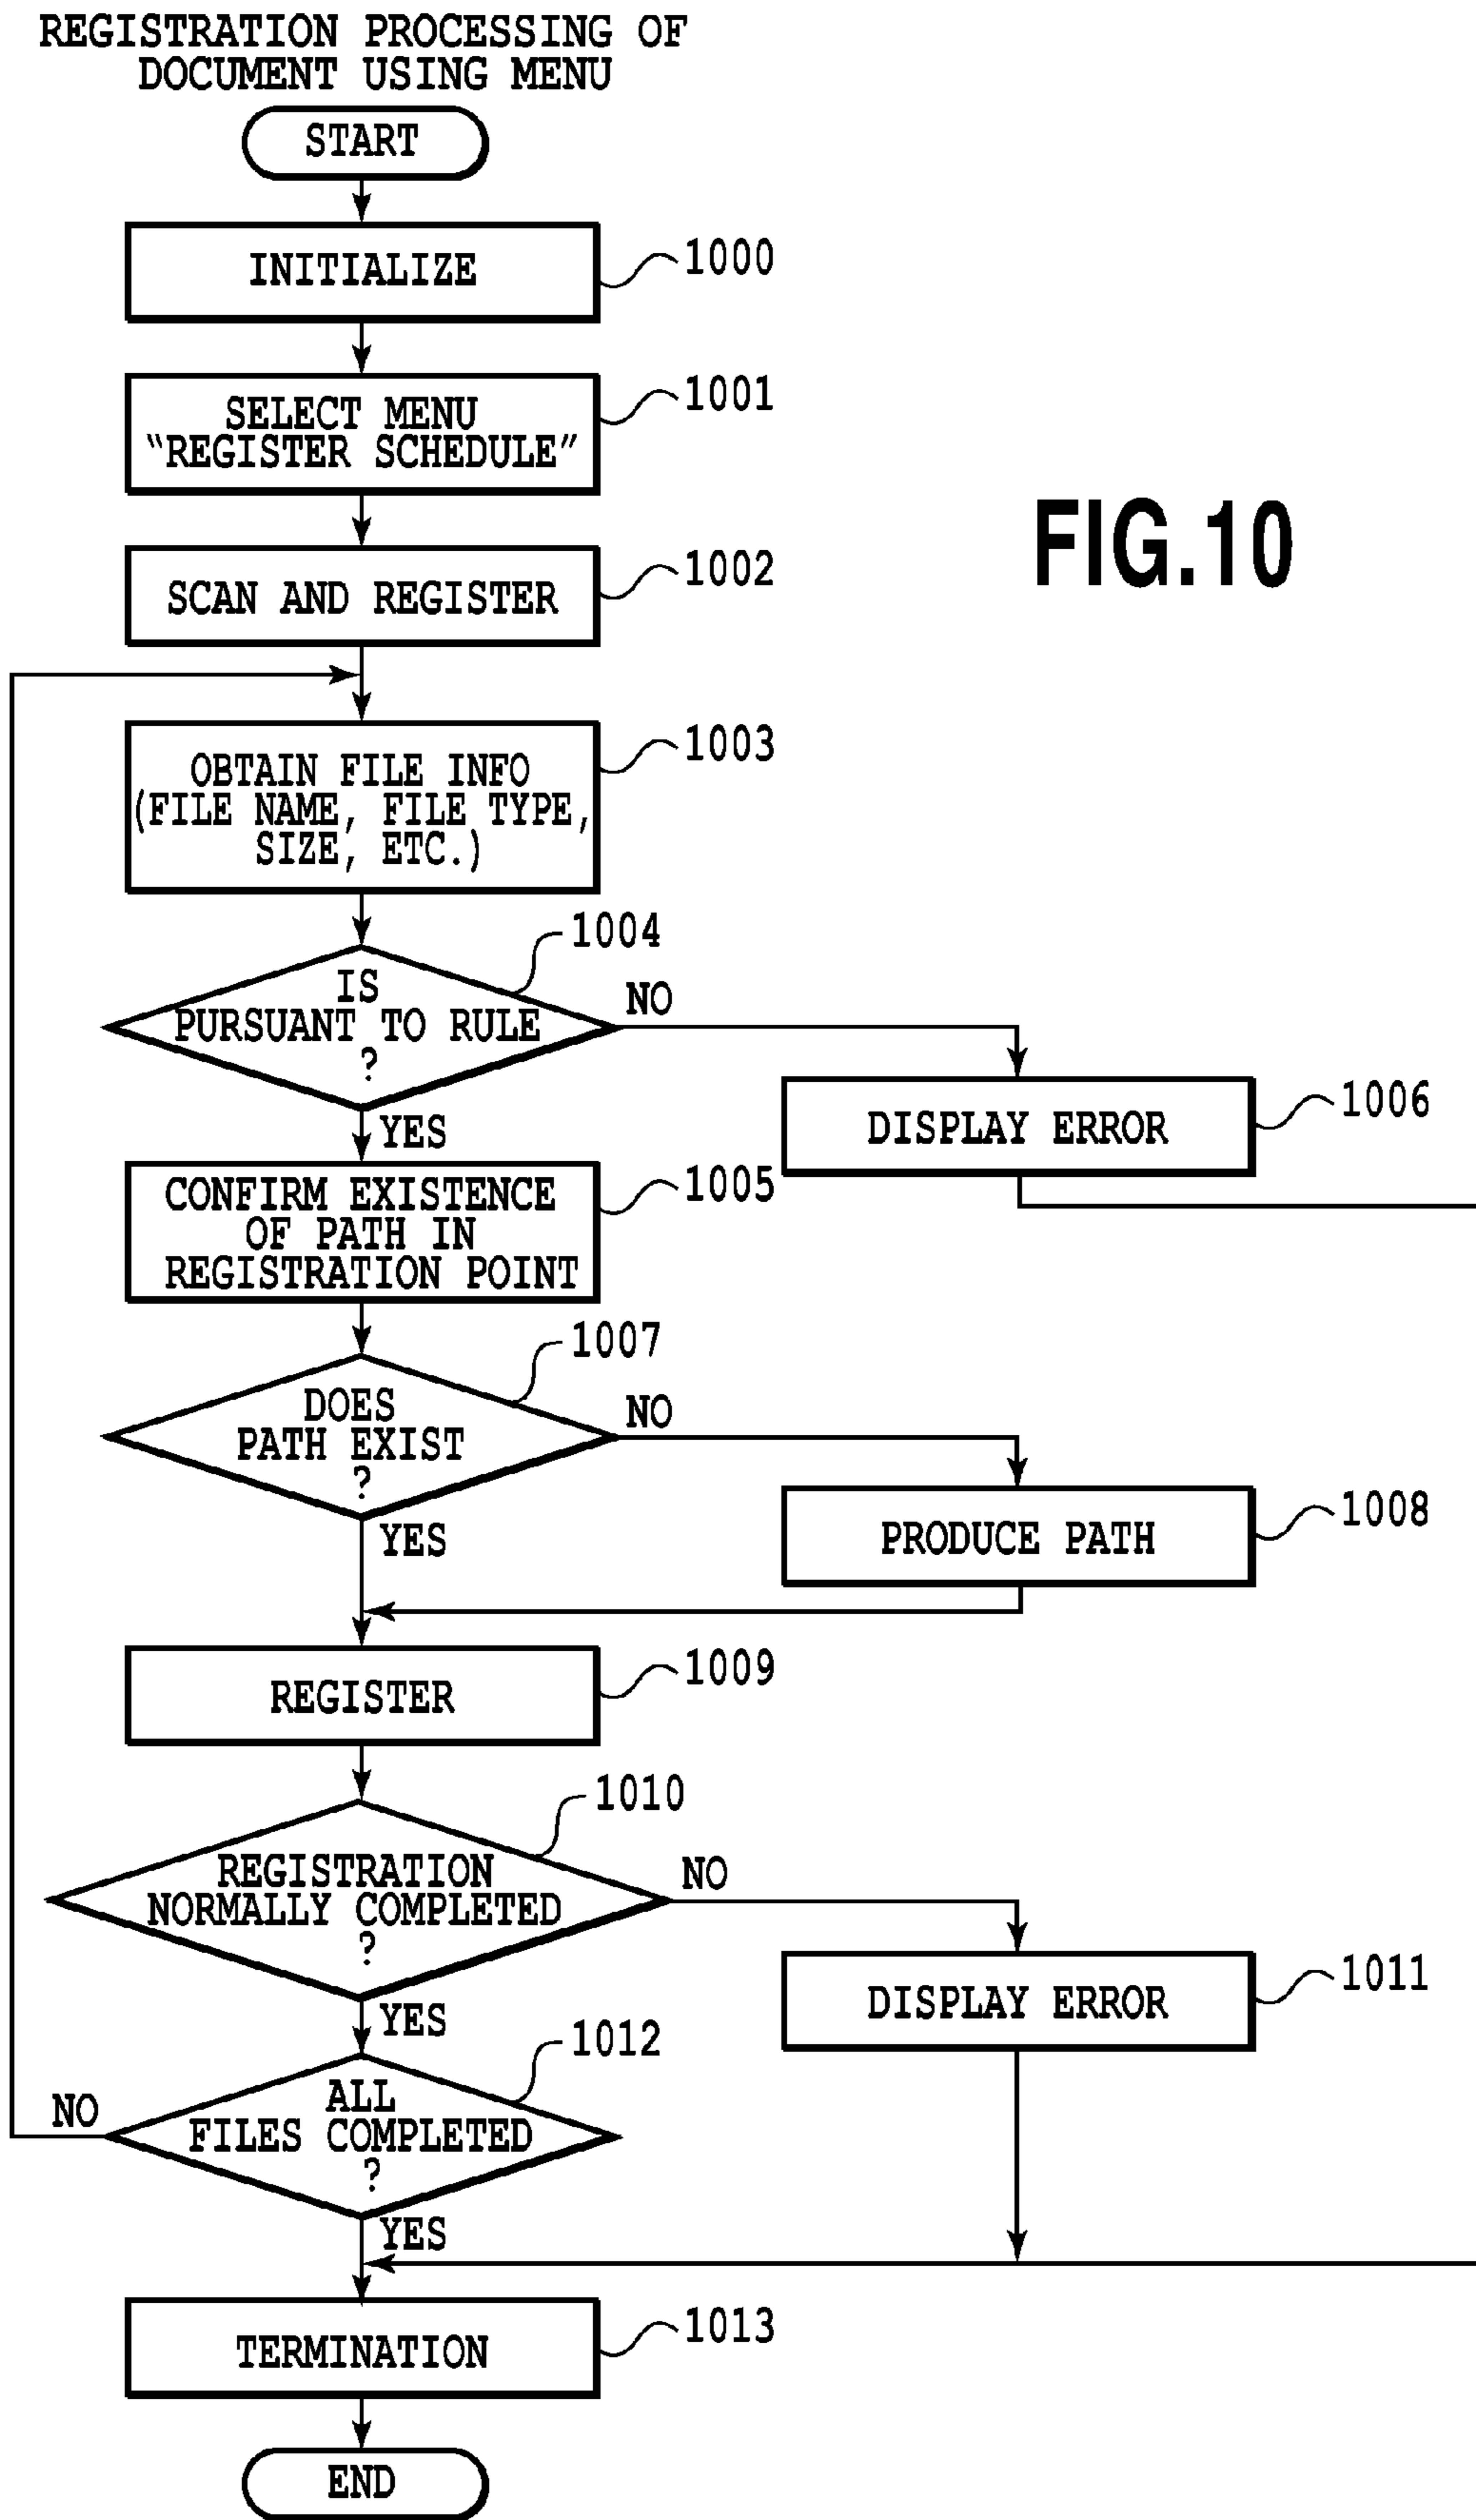 REGISTRATION PROCESSING OF
DOCUMENT USING MENU
START
INITIALIZE
1000
SELECT MENU
"REGISTER SCHEDULE"
1001
FIG.10
SCAN AND REGISTER
1002
OBTAIN FILE INFO
(FILE NAME, FILE TYPE,
SIZE, ETC.)
1003
1004
IS
PURSUANT TO RULE
?
NO
YES
DISPLAY ERROR
1006
CONFIRM EXISTENCE
OF PATH IN
REGISTRATION POINT
1005
1007
DOES
PATH EXIST
?
NO
YES
PRODUCE PATH
1008
REGISTER
1009
1010
REGISTRATION
NORMALLY COMPLETED
?
NO
YES
DISPLAY ERROR
1011
1012
ALL
FILES COMPLETED
?
NO
YES
TERMINATION
1013
END